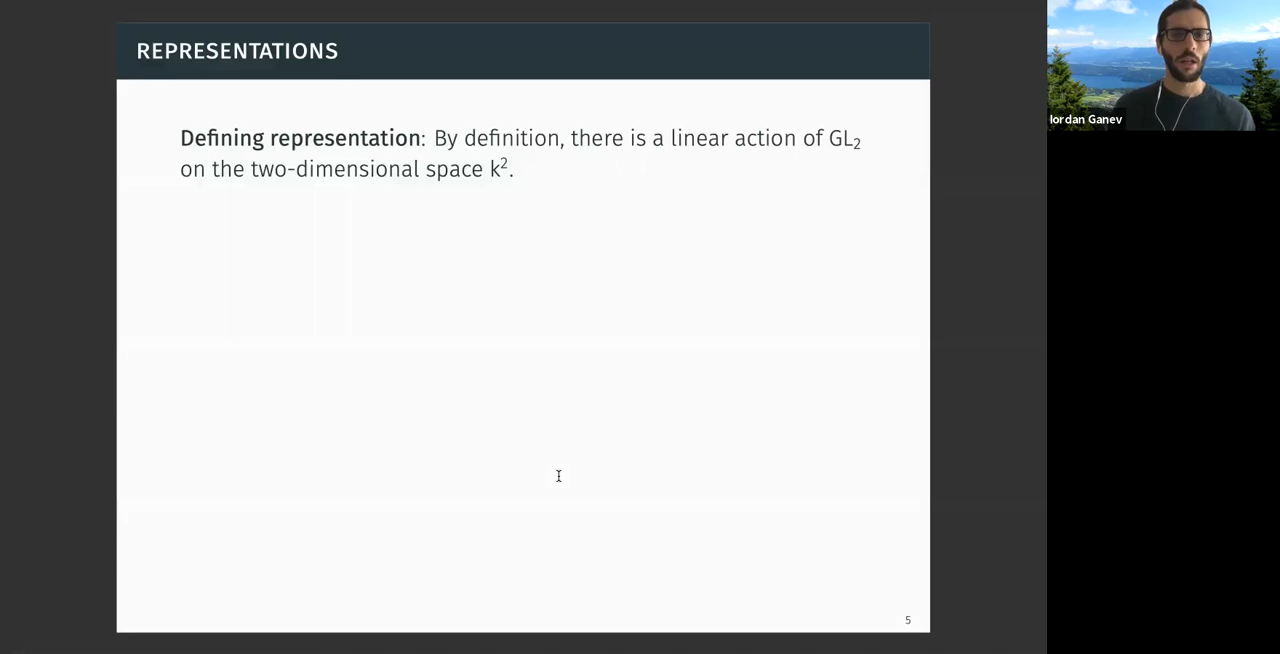 REPRESENTATIONS
Defining representation: By definition, there is a linear action of GL₂
on the two-dimensional space k².
5
Iordan Ganev